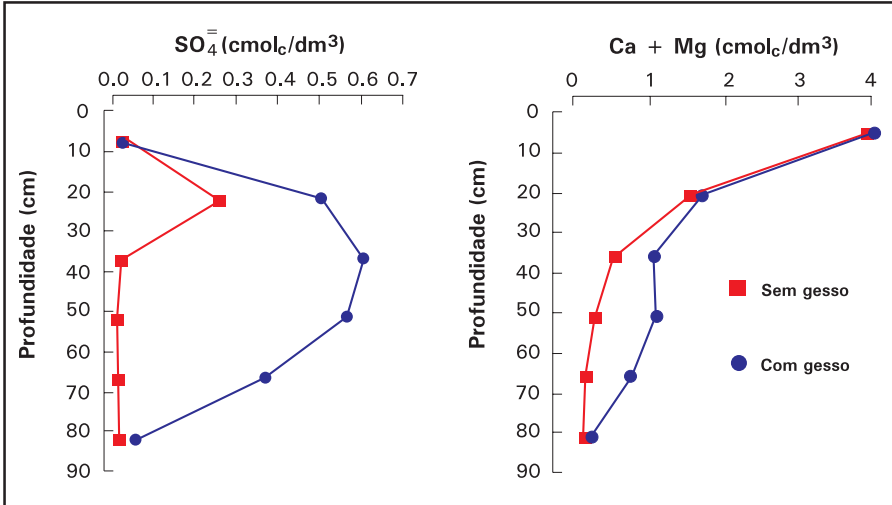 SO₄⁼ (cmolc/dm³)
0.0 0.1 0.2 0.3 0.4 0.5 0.6 0.7
Profundidade (cm)
0
10
20
30
40
50
60
70
80
90
Ca + Mg (cmolc/dm³)
0 1 2 3 4
Profundidade (cm)
0
10
20
30
40
50
60
70
80
90
Sem gesso
Com gesso